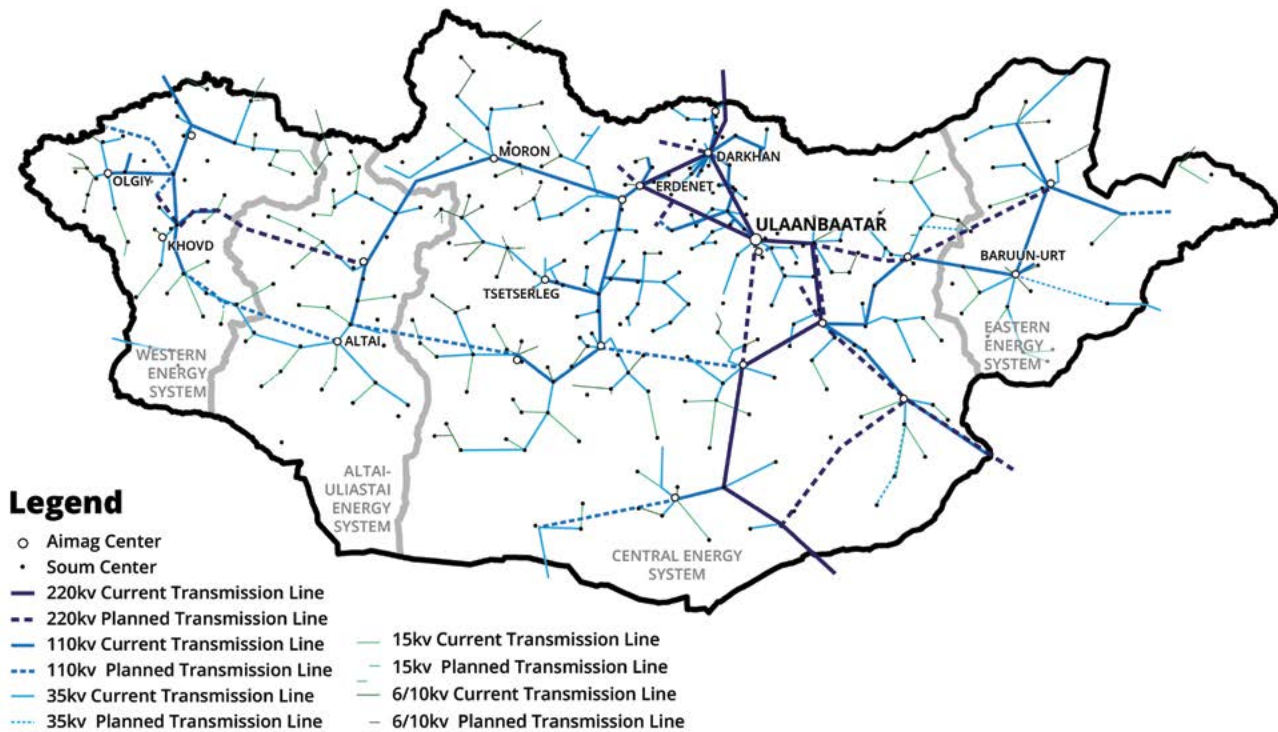 MORON
DARKHAN
ERDENET
OLGIY
ULAANBAATAR
KHOVD
BARUUN-URT
TSETSERLEG
ALTAI
WESTERN
ENERGY
SYSTEM
EASTERN
ENERGY
SYSTEM
ALTAI-
ULIASTAI
ENERGY
SYSTEM
CENTRAL ENERGY
SYSTEM
Legend
Aimag Center
Soum Center
220kv Current Transmission Line
220kv Planned Transmission Line
110kv Current Transmission Line
110kv Planned Transmission Line
35kv Current Transmission Line
35kv Planned Transmission Line
15kv Current Transmission Line
15kv Planned Transmission Line
6/10kv Current Transmission Line
6/10kv Planned Transmission Line